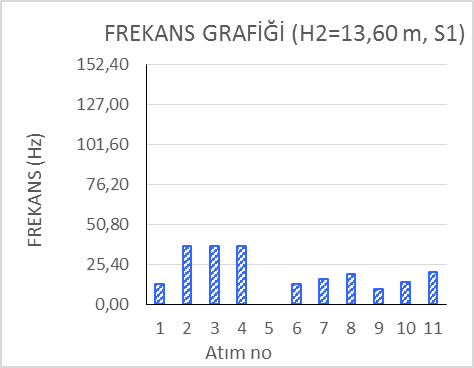 FREKANS GRAFİĞİ (H2=13,60 m, S1)
152,40
127,00
101,60
76,20
50,80
25,40
0,00
FREKANS (Hz)
1 2 3 4 5 6 7 8 9 10 11
Atım no